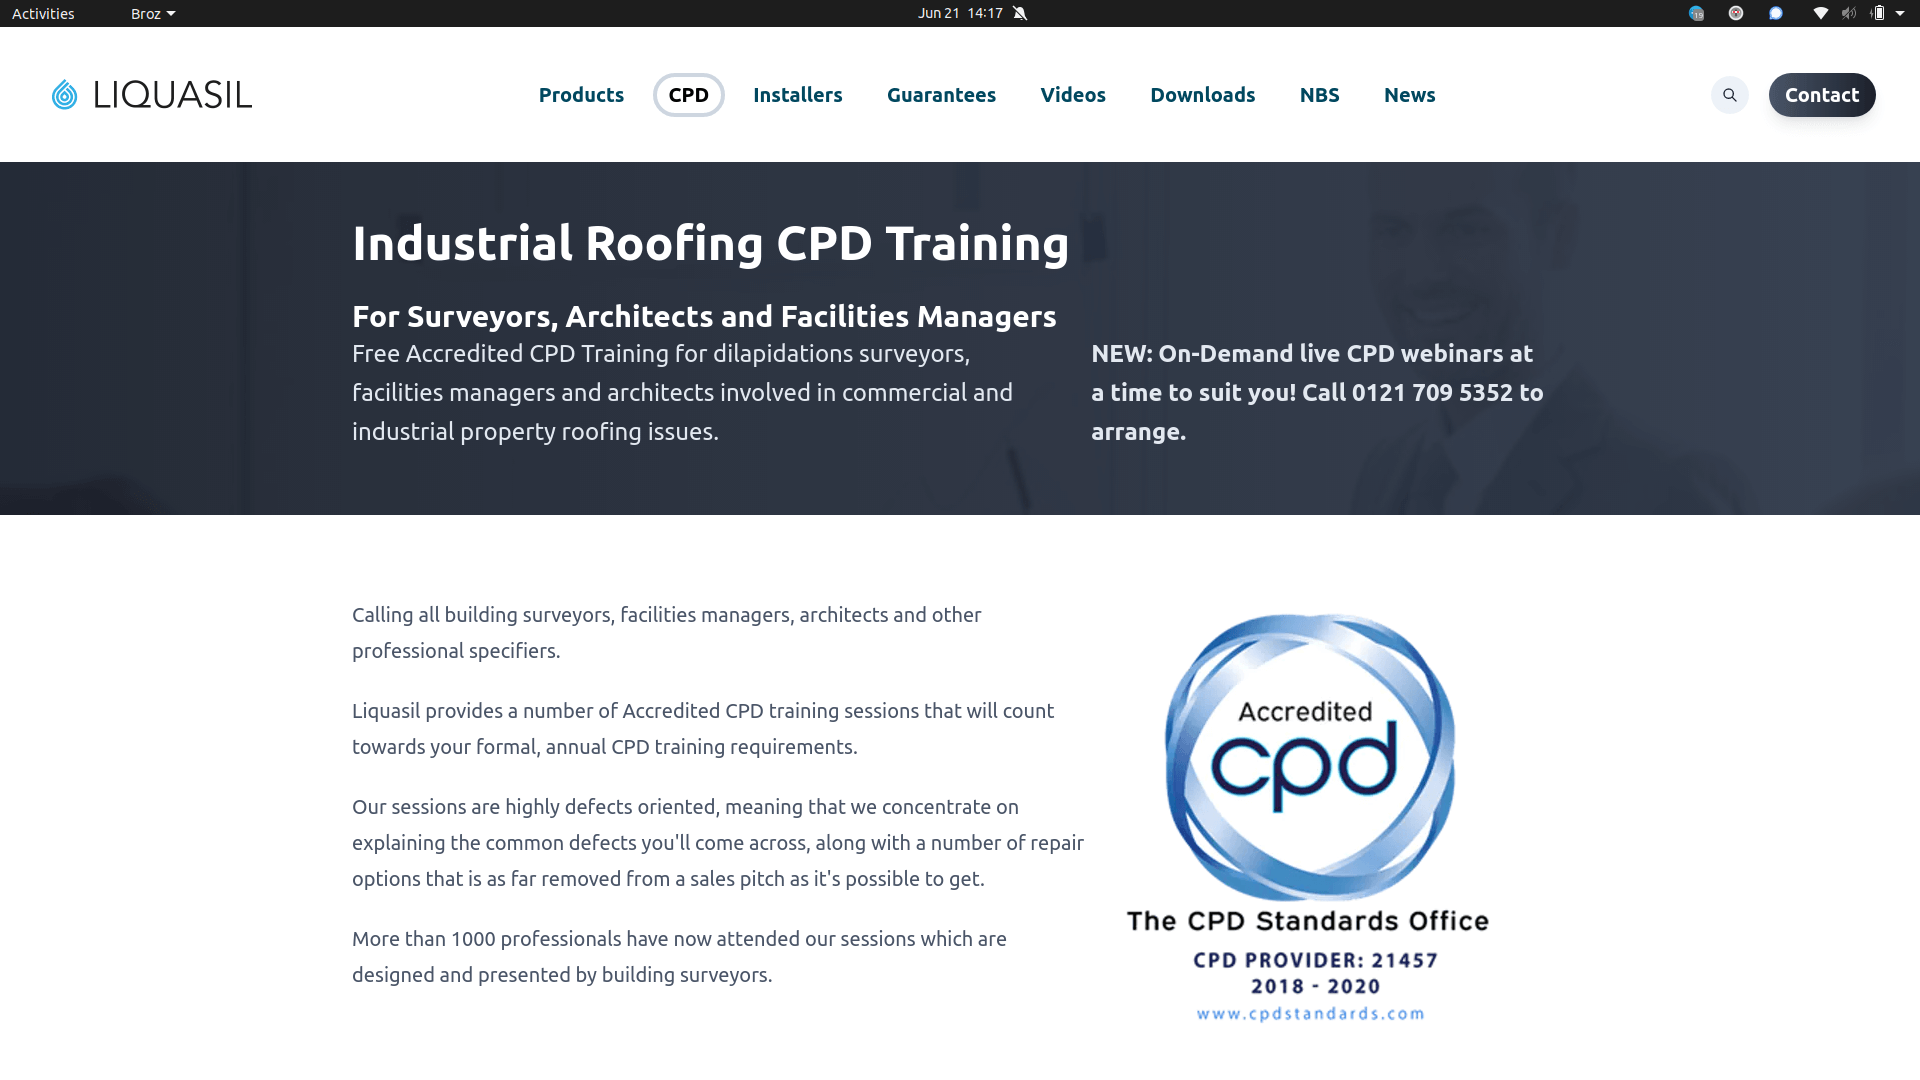 Activities
Broz
Jun 21 14:17
19
LIQUASIL
Products
CPD
Installers
Guarantees
Videos
Downloads
NBS
News
Contact
Industrial Roofing CPD Training
For Surveyors, Architects and Facilities Managers
Free Accredited CPD Training for dilapidations surveyors,
facilities managers and architects involved in commercial and
industrial property roofing issues.
NEW: On-Demand live CPD webinars at
a time to suit you! Call 0121 709 5352 to
arrange.
Calling all building surveyors, facilities managers, architects and other
professional specifiers.
Liquasil provides a number of Accredited CPD training sessions that will count
towards your formal, annual CPD training requirements.
Our sessions are highly defects oriented, meaning that we concentrate on
explaining the common defects you'll come across, along with a number of repair
options that is as far removed from a sales pitch as it's possible to get.
More than 1000 professionals have now attended our sessions which are
designed and presented by building surveyors.
Accredited
cpd
The CPD Standards Office
CPD PROVIDER: 21457
2018 - 2020
www.cpdstandards.com